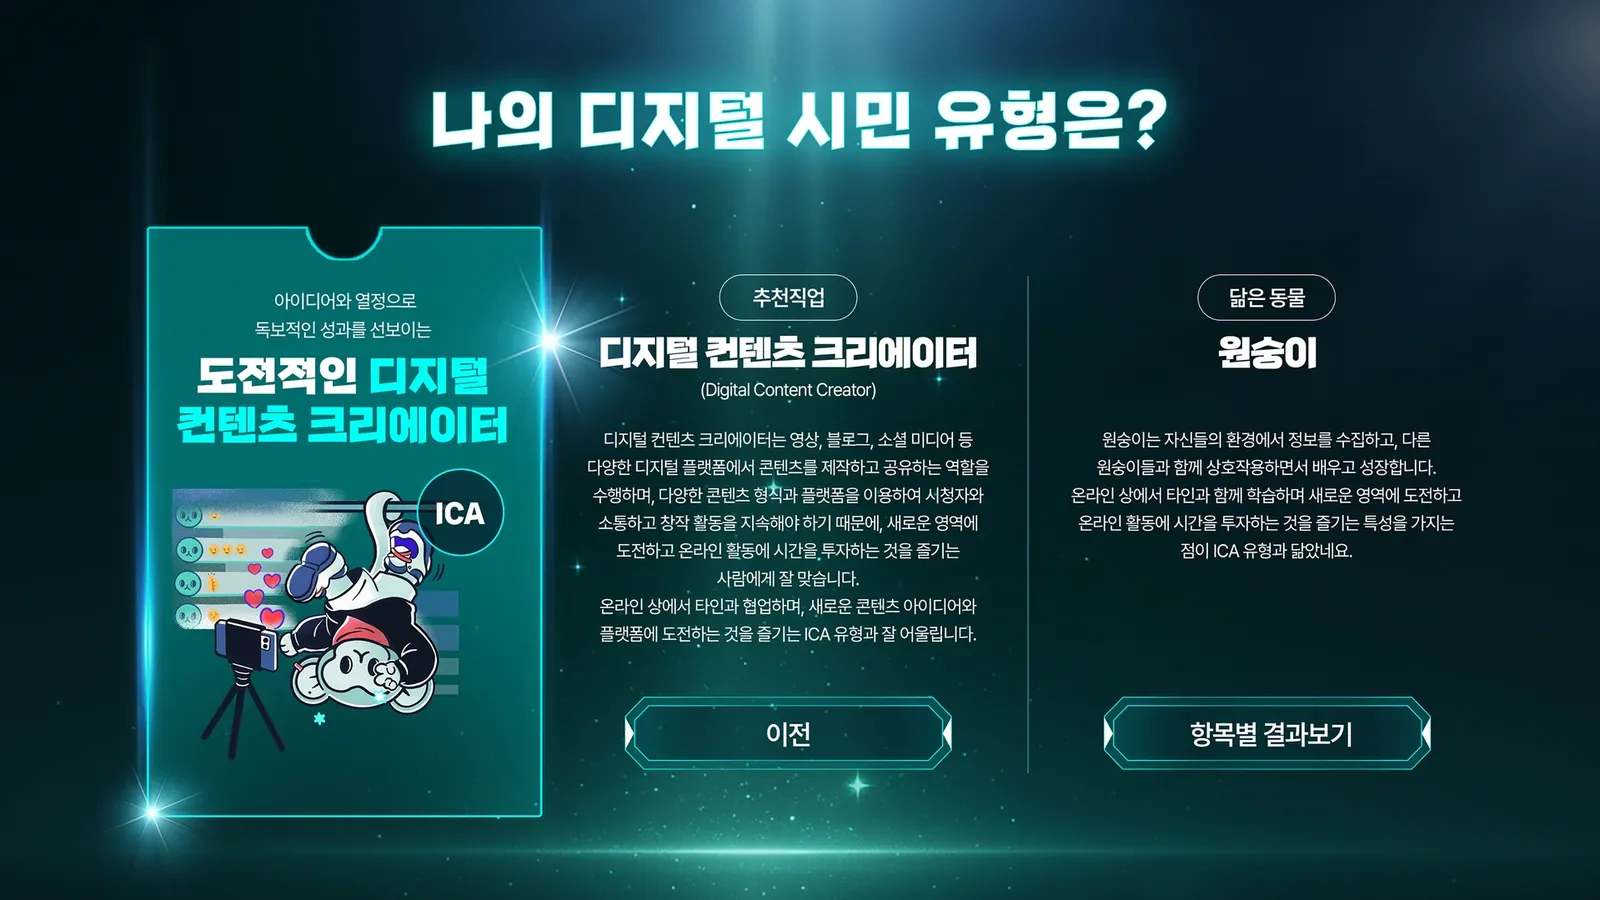 나의 디지털 시민 유형은?
아이디어와 열정으로
독보적인 성과를 선보이는
도전적인 디지털
컨텐츠 크리에이터
ICA
추천직업
디지털 컨텐츠 크리에이터
(Digital Content Creator)
디지털 컨텐츠 크리에이터는 영상, 블로그, 소셜 미디어 등
다양한 디지털 플랫폼에서 콘텐츠를 제작하고 공유하는 역할을
수행하며, 다양한 콘텐츠 형식과 플랫폼을 이용하여 시청자와
소통하고 창작 활동을 지속해야 하기 때문에, 새로운 영역에
도전하고 온라인 활동에 시간을 투자하는 것을 즐기는
사람에게 잘 맞습니다.
온라인 상에서 타인과 협업하며, 새로운 콘텐츠 아이디어와
플랫폼에 도전하는 것을 즐기는 ICA 유형과 잘 어울립니다.
이전
닮은 동물
원숭이
원숭이는 자신들의 환경에서 정보를 수집하고, 다른
원숭이들과 함께 상호작용하면서 배우고 성장합니다.
온라인 상에서 타인과 함께 학습하며 새로운 영역에 도전하고
온라인 활동에 시간을 투자하는 것을 즐기는 특성을 가지는
점이 ICA 유형과 닮았네요.
항목별 결과보기